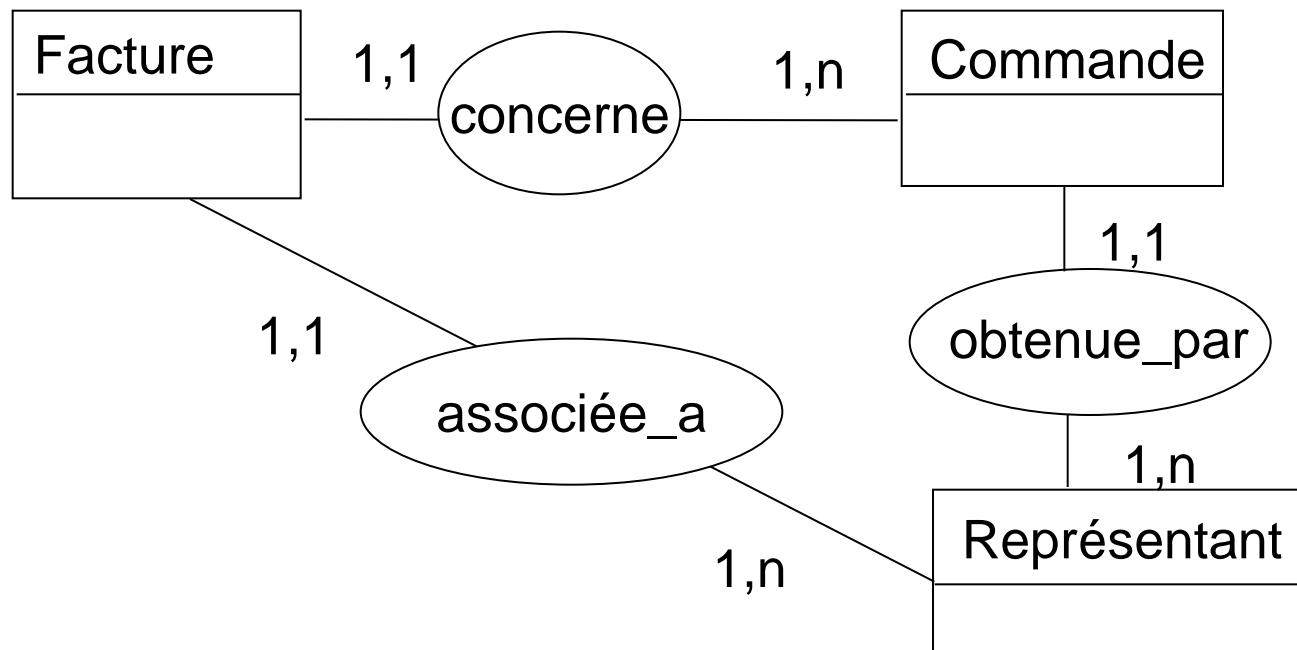 Facture
1,1
concerne
1,n
Commande
1,1
obtenue_par
1,n
Représentant
1,1
associée_a
1,n